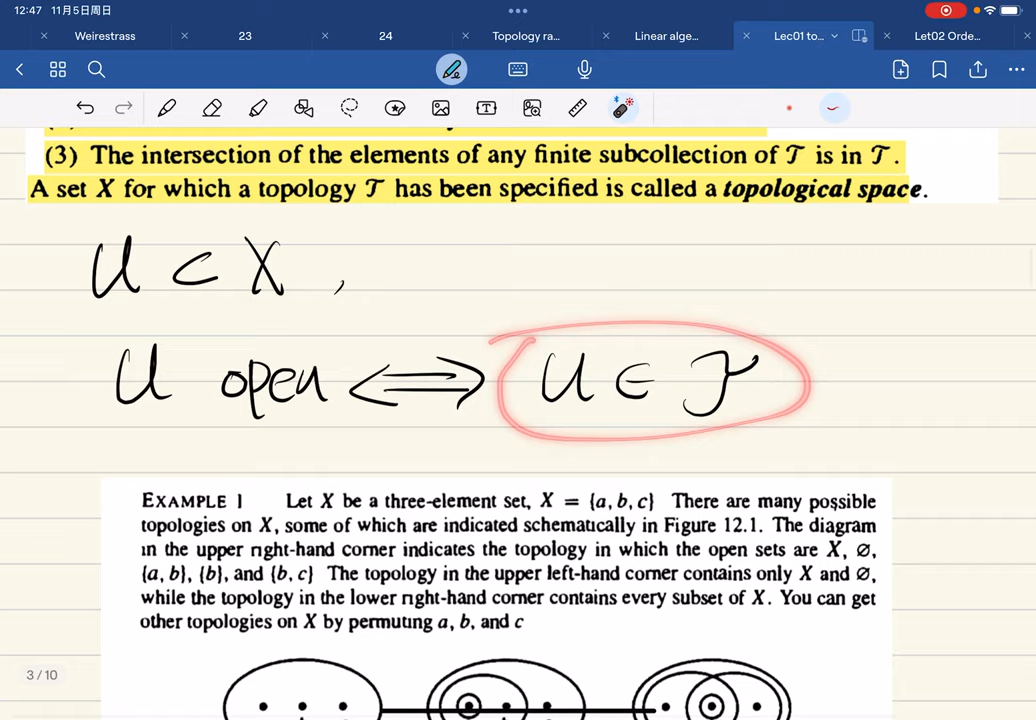 12:47 11月5日周日
Weirestrass 23 24 Topology ra... Linear alge... Lec01 to... Let02 Orde...
(3) The intersection of the elements of any finite subcollection of 𝒯 is in 𝒯.
A set X for which a topology 𝒯 has been specified is called a topological space.
U ⊂ X ,
U open ⟺ U ∈ 𝒯
EXAMPLE 1 Let X be a three-element set, X = {a, b, c} There are many possible
topologies on X, some of which are indicated schematically in Figure 12.1. The diagram
in the upper right-hand corner indicates the topology in which the open sets are X, ∅,
{a, b}, {b}, and {b, c} The topology in the upper left-hand corner contains only X and ∅,
while the topology in the lower right-hand corner contains every subset of X. You can get
other topologies on X by permuting a, b, and c
3 / 10